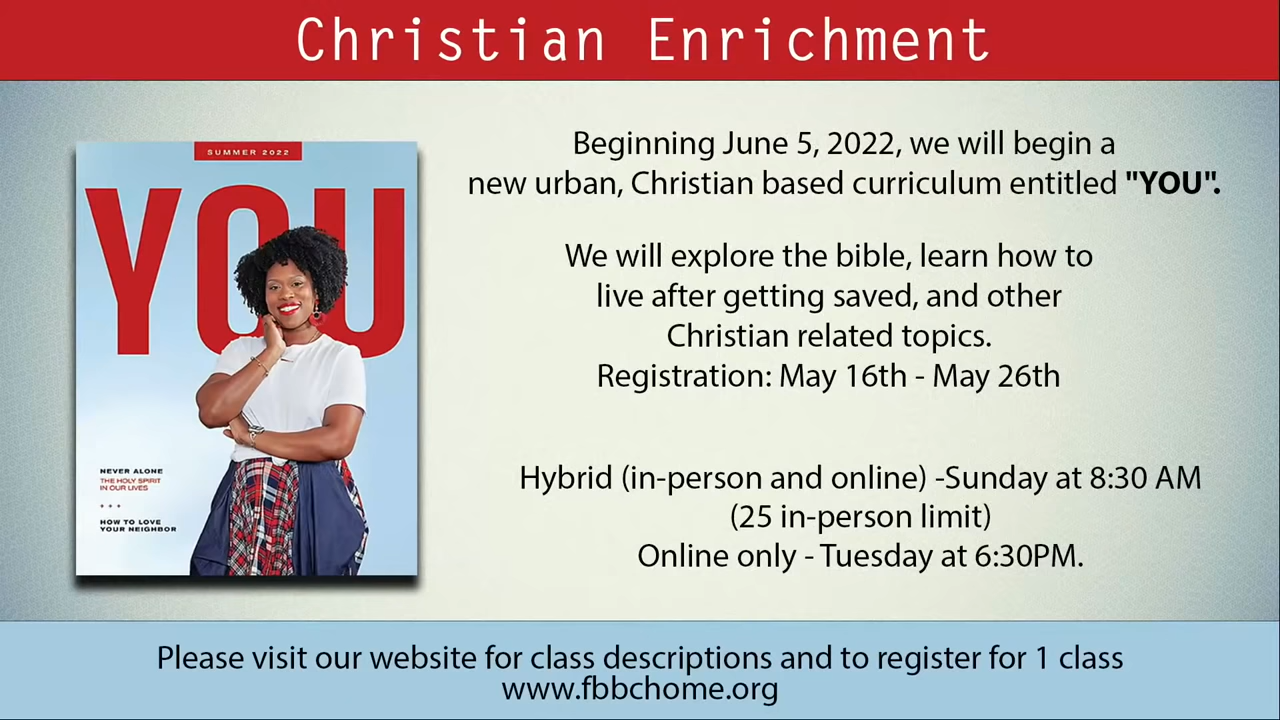 Christian Enrichment
SUMMER 2022
YOU
NEVER ALONE
THE HOLY SPIRIT
IN OUR LIVES
+ + +
HOW TO LOVE
YOUR NEIGHBOR
Beginning June 5, 2022, we will begin a
new urban, Christian based curriculum entitled "YOU".
We will explore the bible, learn how to
live after getting saved, and other
Christian related topics.
Registration: May 16th - May 26th
Hybrid (in-person and online) -Sunday at 8:30 AM
(25 in-person limit)
Online only - Tuesday at 6:30PM.
Please visit our website for class descriptions and to register for 1 class
www.fbbchome.org